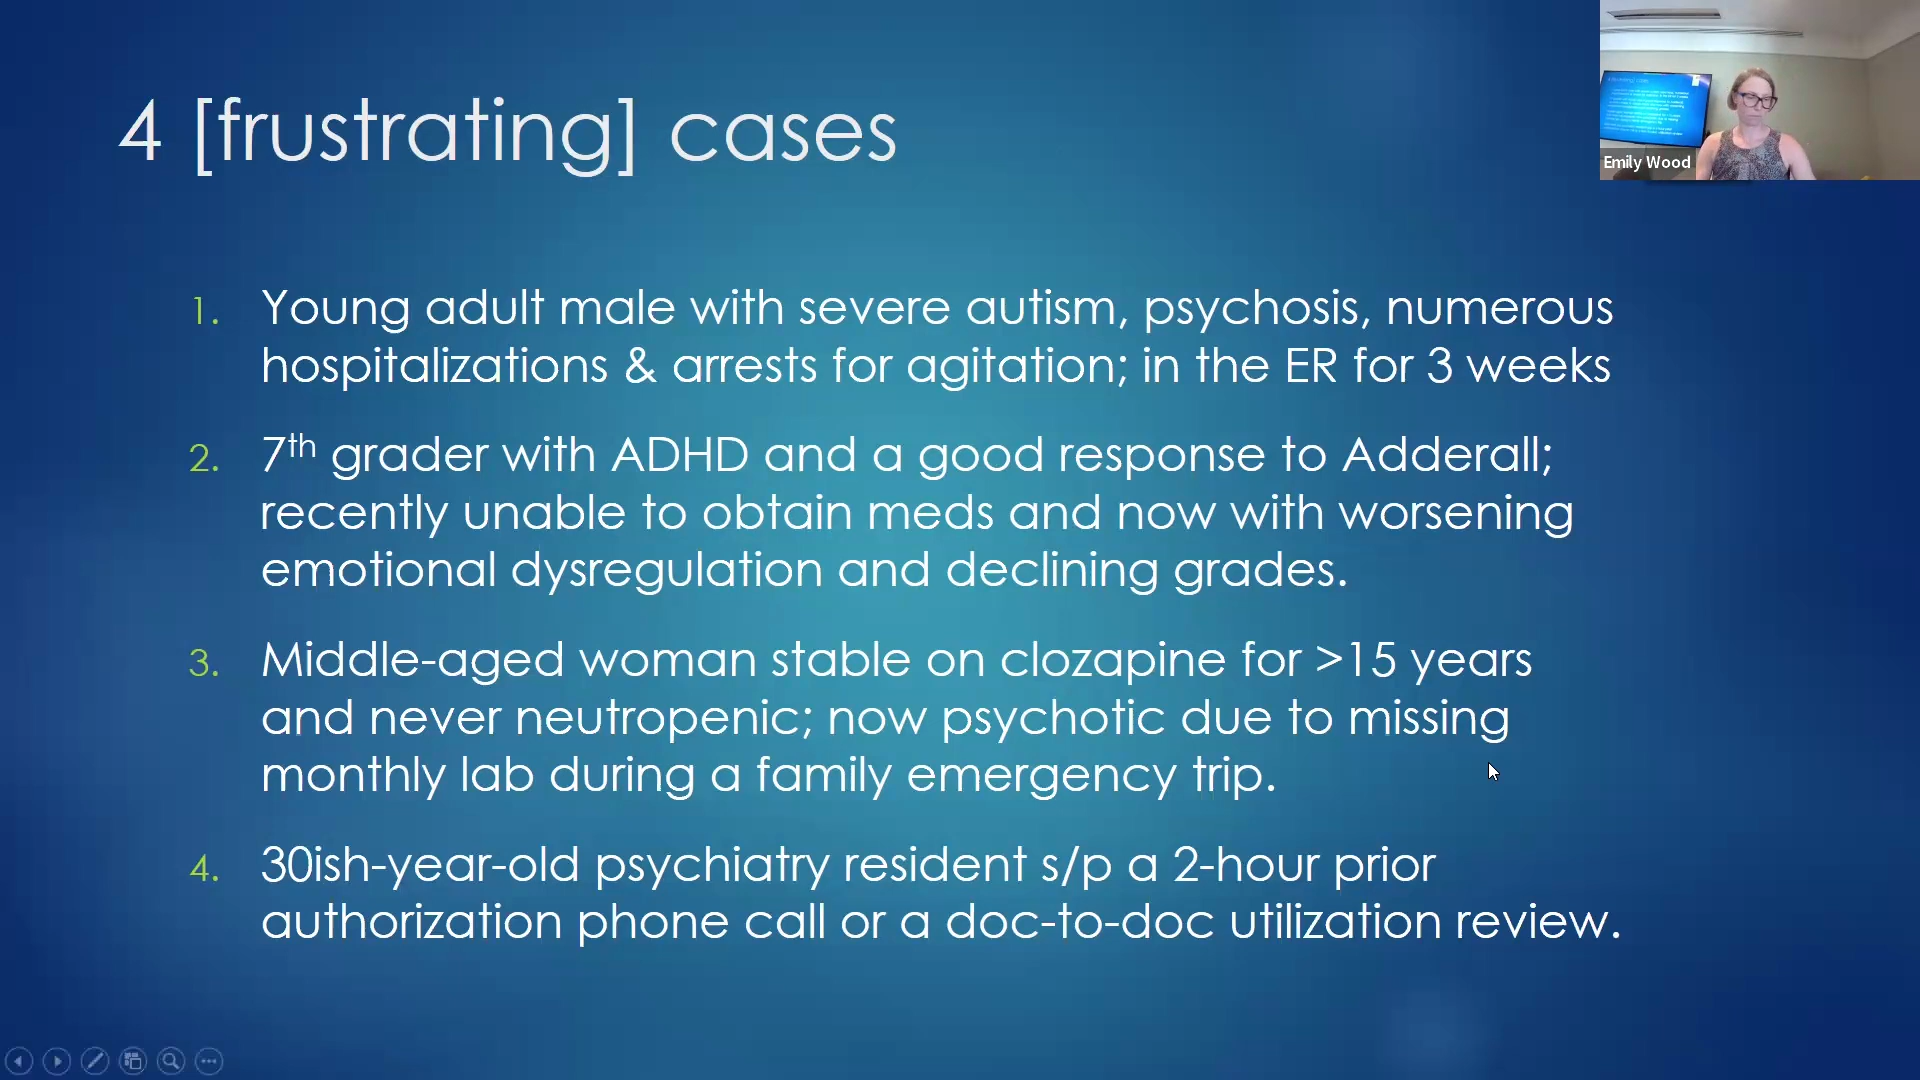 4 [frustrating] cases
Emily Wood
1. Young adult male with severe autism, psychosis, numerous
hospitalizations & arrests for agitation; in the ER for 3 weeks
2. 7th grader with ADHD and a good response to Adderall;
recently unable to obtain meds and now with worsening
emotional dysregulation and declining grades.
3. Middle-aged woman stable on clozapine for >15 years
and never neutropenic; now psychotic due to missing
monthly lab during a family emergency trip.
4. 30ish-year-old psychiatry resident s/p a 2-hour prior
authorization phone call or a doc-to-doc utilization review.